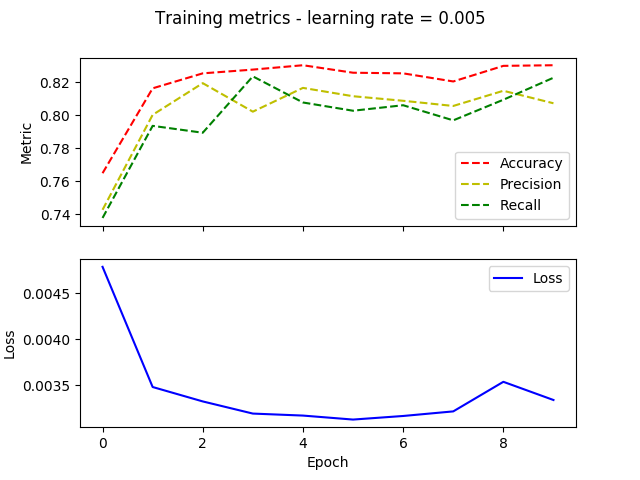 Training metrics - learning rate = 0.005
Metric
0.82
0.80
0.78
0.76
0.74
Accuracy
Precision
Recall
Loss
0.0045
0.0040
0.0035
Loss
0 2 4 6 8
Epoch